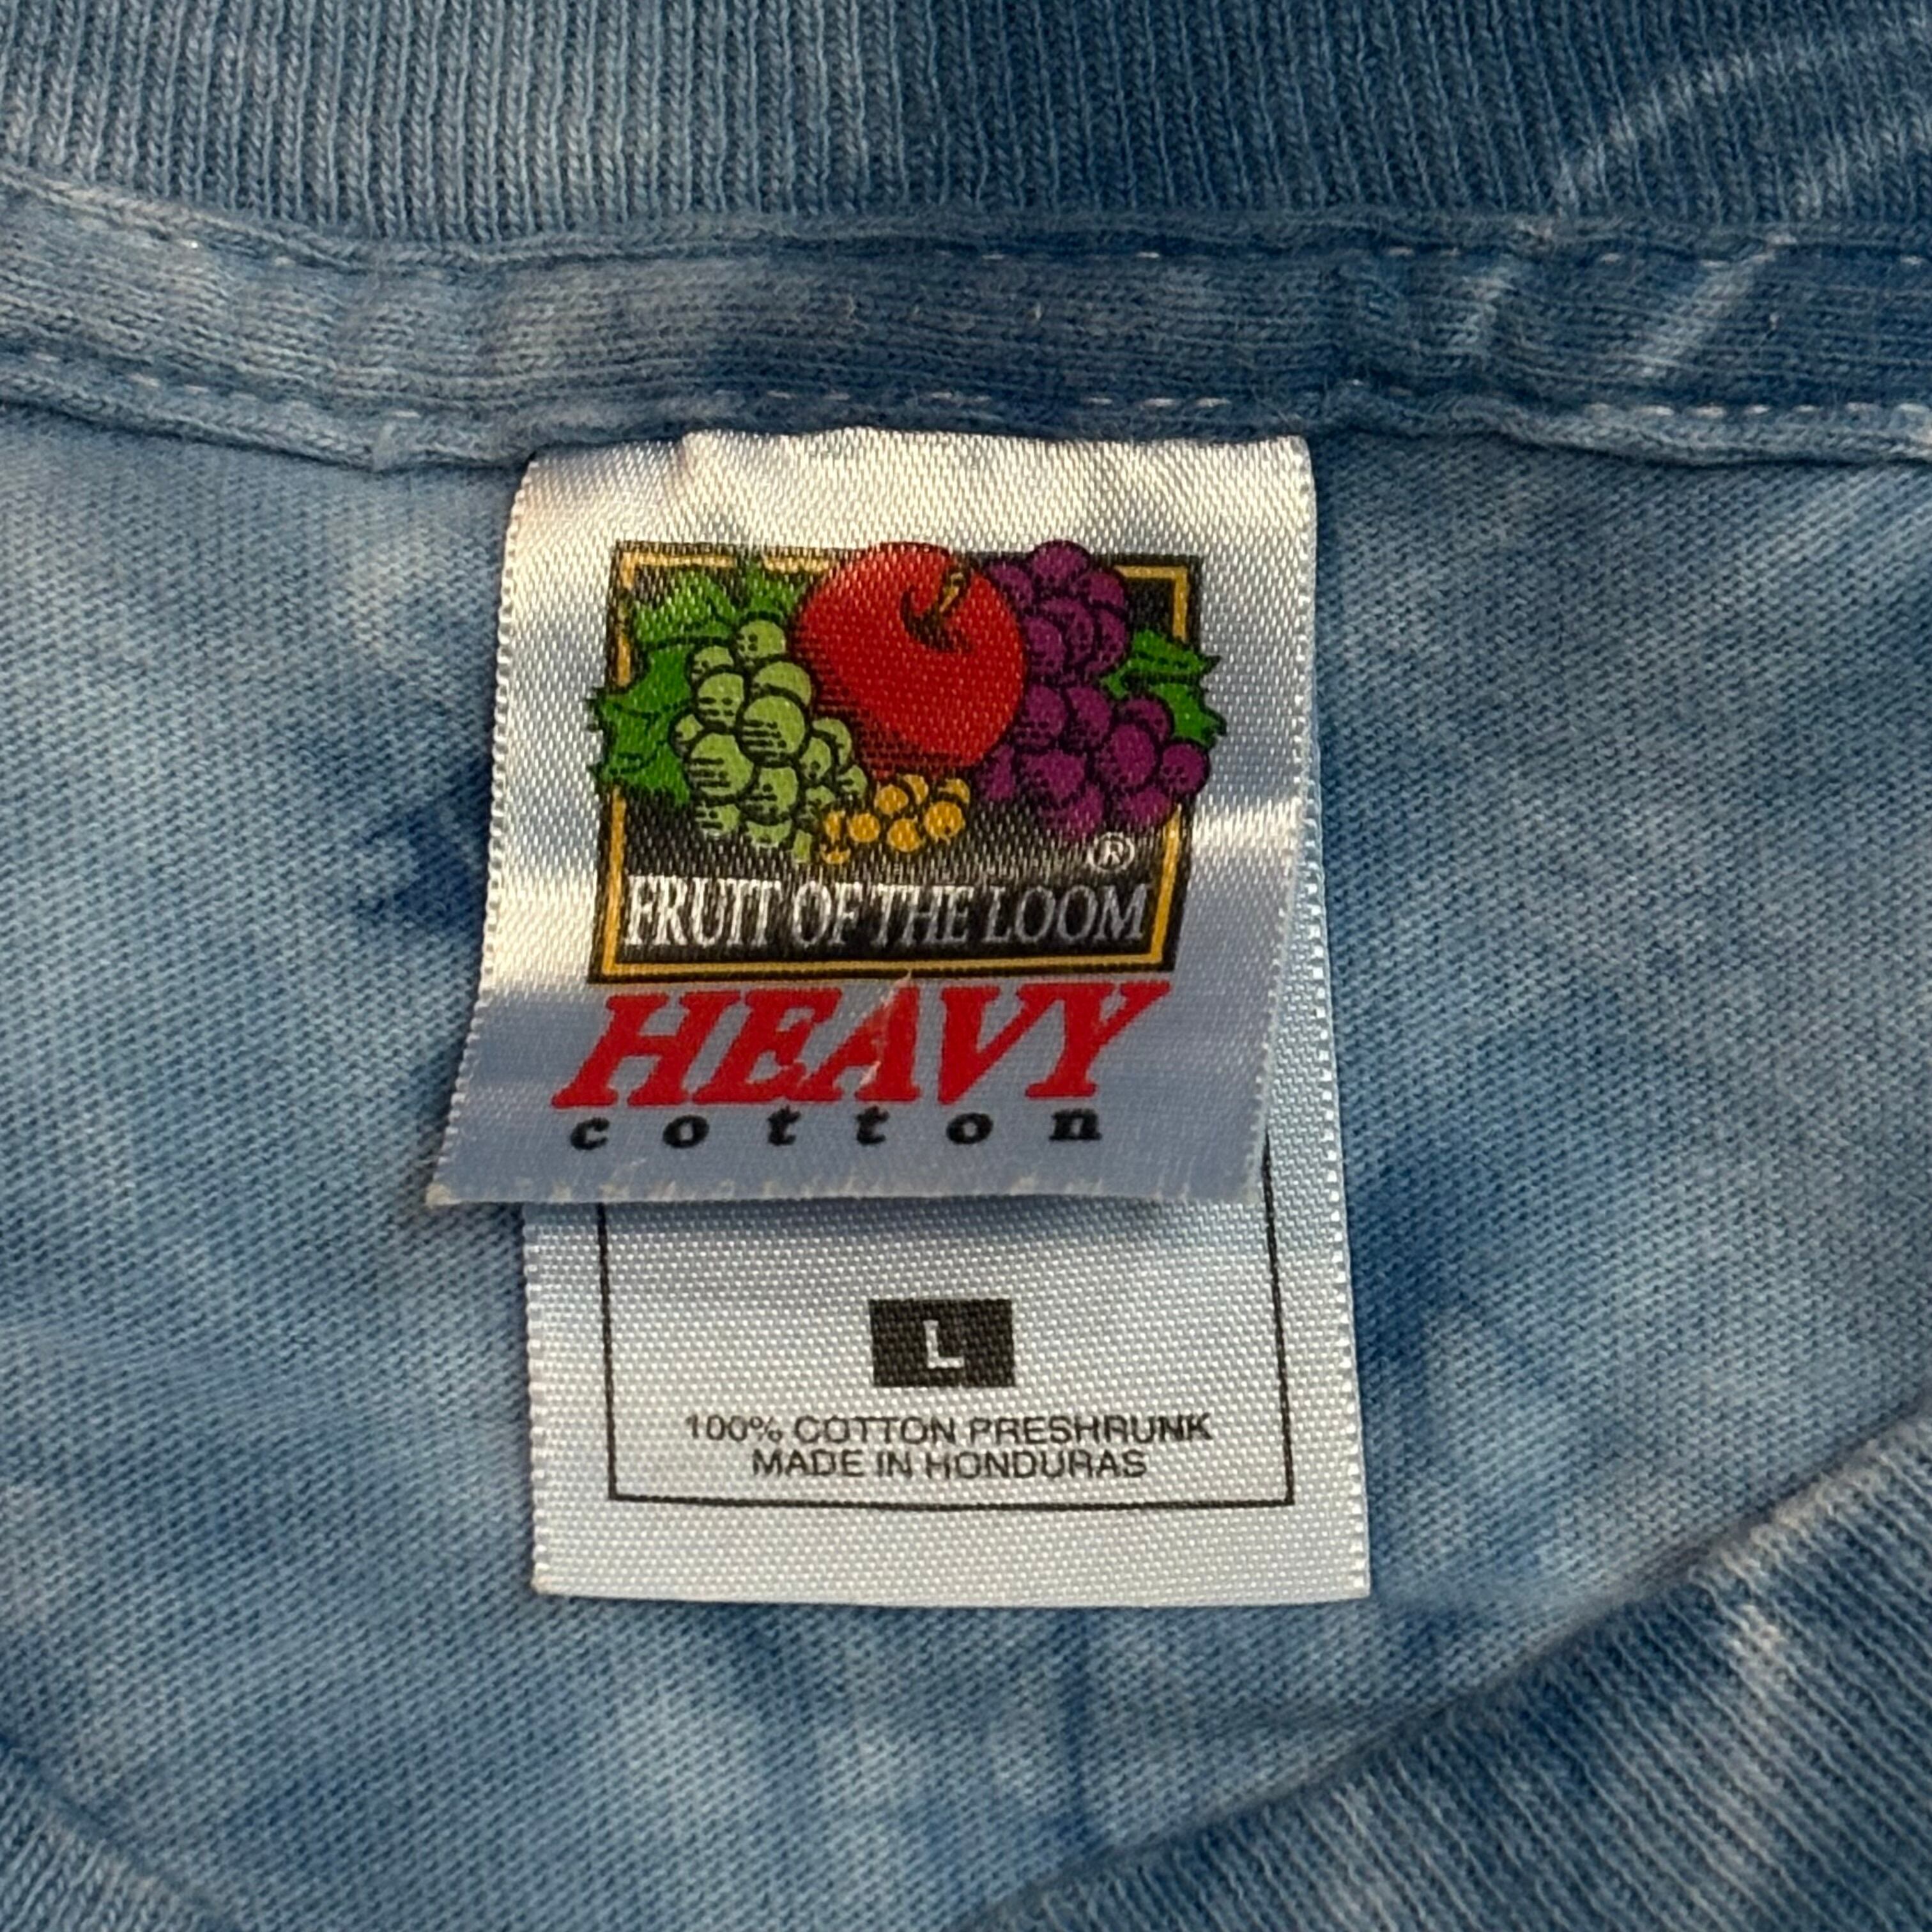 ®
FRUIT OF THE LOOM
HEAVY
cotton
L
100% COTTON PRESHRUNK
MADE IN HONDURAS